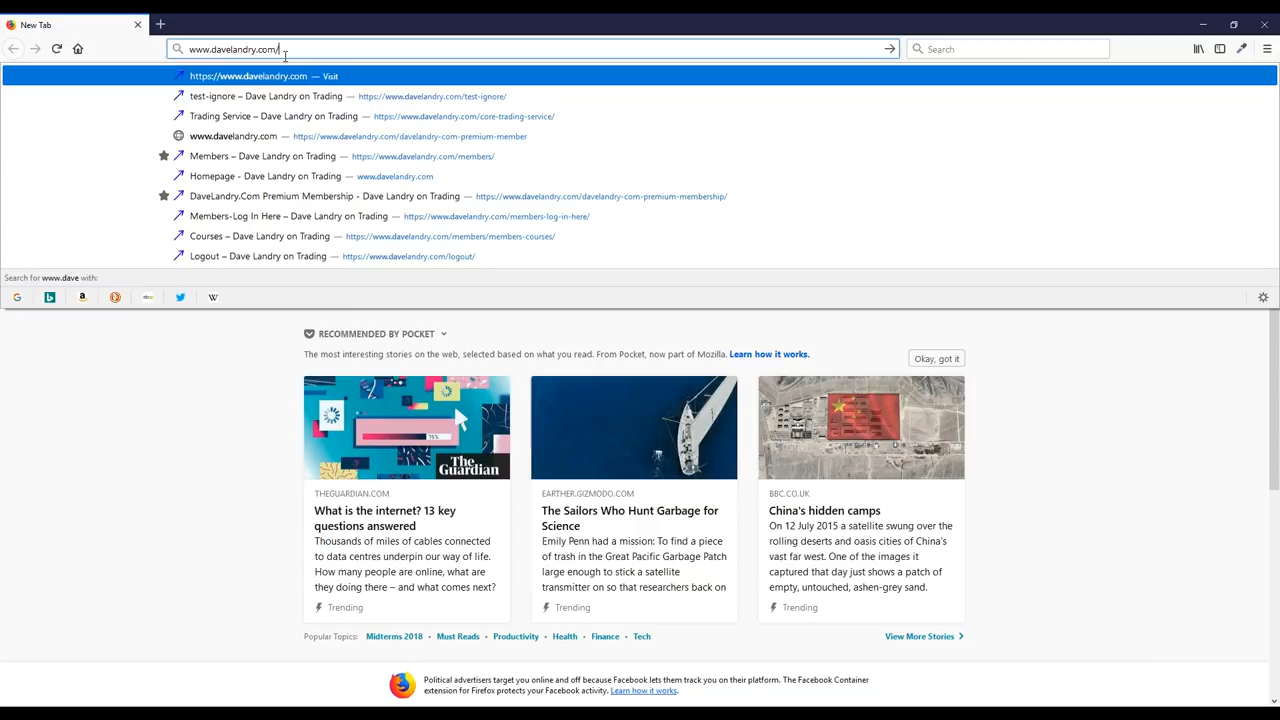 New Tab
www.davelandry.com/
Search
https://www.davelandry.com — Visit
test-ignore – Dave Landry on Trading — https://www.davelandry.com/test-ignore/
Trading Service – Dave Landry on Trading — https://www.davelandry.com/core-trading-service/
www.davelandry.com — https://www.davelandry.com/davelandry-com-premium-member
Members – Dave Landry on Trading — https://www.davelandry.com/members/
Homepage - Dave Landry on Trading — www.davelandry.com
DaveLandry.Com Premium Membership - Dave Landry on Trading — https://www.davelandry.com/davelandry-com-premium-membership/
Members-Log In Here – Dave Landry on Trading — https://www.davelandry.com/members-log-in-here/
Courses – Dave Landry on Trading — https://www.davelandry.com/members/members-courses/
Logout – Dave Landry on Trading — https://www.davelandry.com/logout/
Search for www.dave with:
G
b
a
ebay
W
RECOMMENDED BY POCKET
The most interesting stories on the web, selected based on what you read. From Pocket, now part of Mozilla. Learn how it works.
Okay, got it
75%
The Guardian
THEGUARDIAN.COM
What is the internet? 13 key
questions answered
Thousands of miles of cables connected
to data centres underpin our way of life.
How many people are online, what are
they doing there – and what comes next?
Trending
EARTHER.GIZMODO.COM
The Sailors Who Hunt Garbage for
Science
Emily Penn had a mission: To find a piece
of trash in the Great Pacific Garbage Patch
large enough to stick a satellite
transmitter on so that researchers back on
Trending
BBC.CO.UK
China's hidden camps
On 12 July 2015 a satellite swung over the
rolling deserts and oasis cities of China's
vast far west. One of the images it
captured that day just shows a patch of
empty, untouched, ashen-grey sand.
Trending
Popular Topics: Midterms 2018 • Must Reads • Productivity • Health • Finance • Tech
View More Stories
Political advertisers target you online and off because Facebook lets them track you on their platform. The Facebook Container
extension for Firefox protects your Facebook activity. Learn how it works.